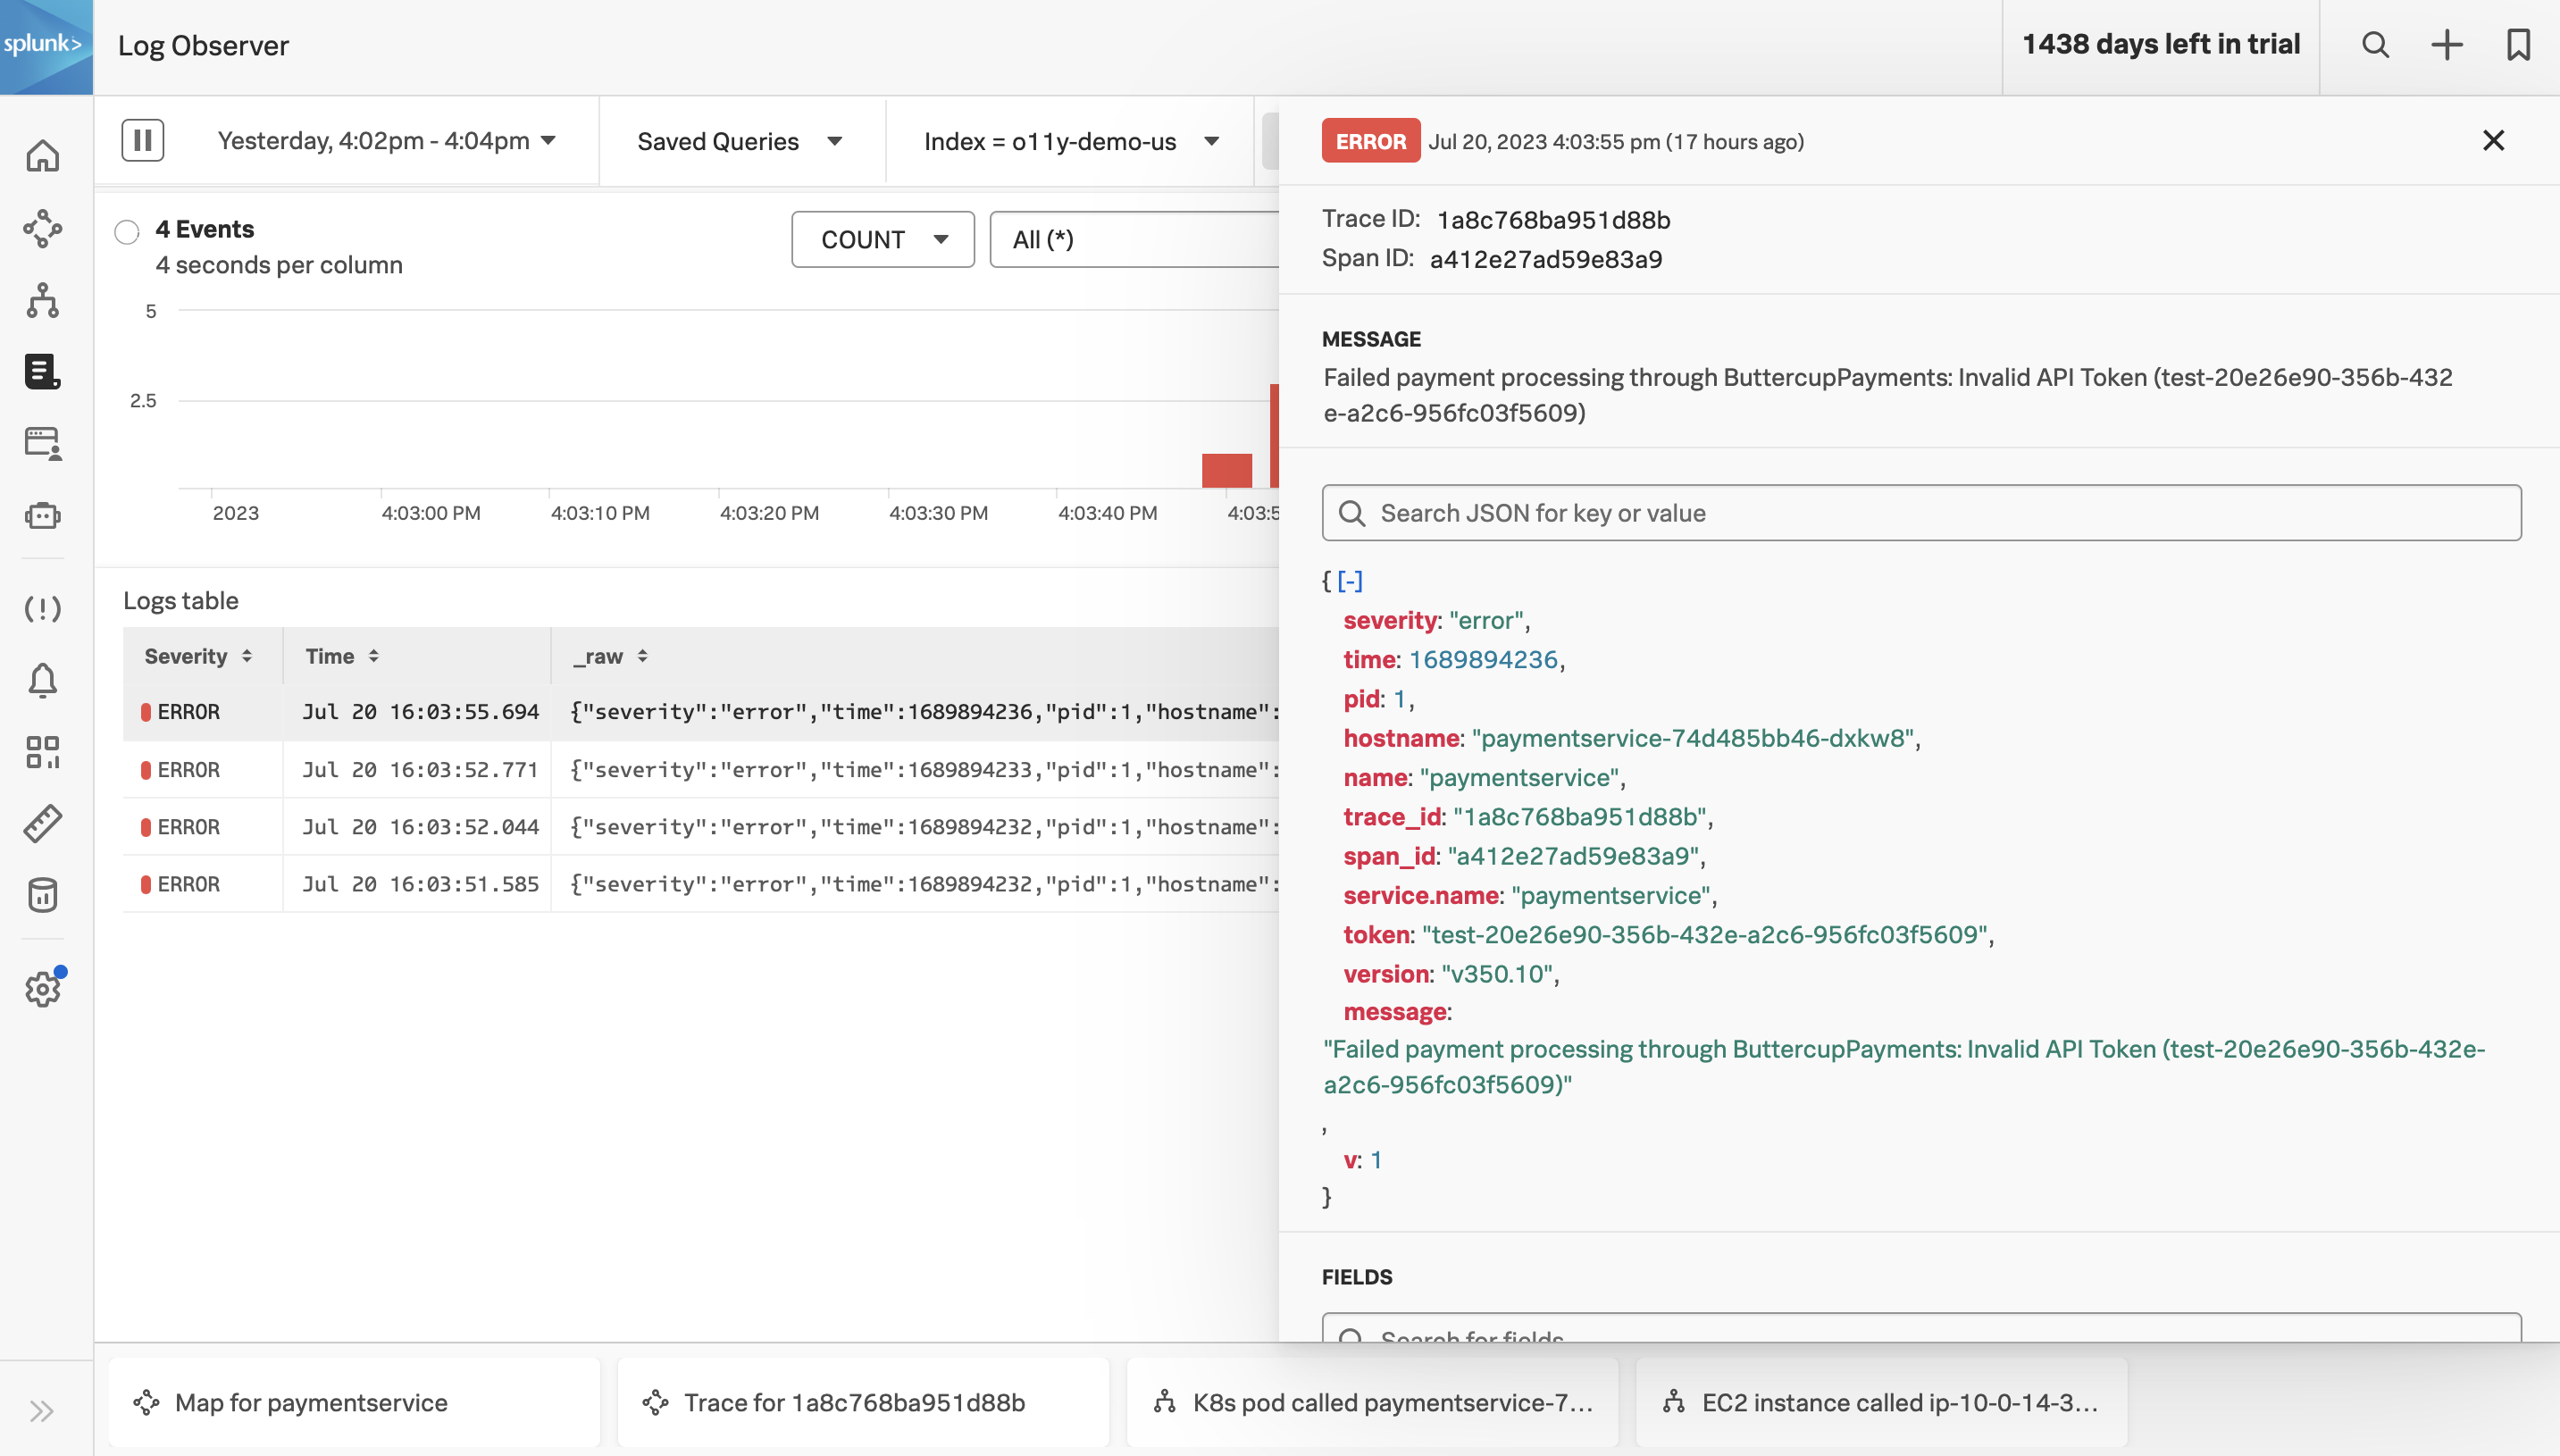 splunk>
Log Observer
1438 days left in trial
Yesterday, 4:02pm - 4:04pm
Saved Queries
Index = o11y-demo-us
4 Events
4 seconds per column
COUNT
All (*)
5
2.5
2023
4:03:00 PM
4:03:10 PM
4:03:20 PM
4:03:30 PM
4:03:40 PM
4:03:5
Logs table
Severity Time _raw
ERROR Jul 20 16:03:55.694 {"severity":"error","time":1689894236,"pid":1,"hostname":
ERROR Jul 20 16:03:52.771 {"severity":"error","time":1689894233,"pid":1,"hostname":
ERROR Jul 20 16:03:52.044 {"severity":"error","time":1689894232,"pid":1,"hostname":
ERROR Jul 20 16:03:51.585 {"severity":"error","time":1689894232,"pid":1,"hostname":
ERROR Jul 20, 2023 4:03:55 pm (17 hours ago)
Trace ID: 1a8c768ba951d88b
Span ID: a412e27ad59e83a9
MESSAGE
Failed payment processing through ButtercupPayments: Invalid API Token (test-20e26e90-356b-432
e-a2c6-956fc03f5609)
Search JSON for key or value
{ [-]
severity: "error",
time: 1689894236,
pid: 1,
hostname: "paymentservice-74d485bb46-dxkw8",
name: "paymentservice",
trace_id: "1a8c768ba951d88b",
span_id: "a412e27ad59e83a9",
service.name: "paymentservice",
token: "test-20e26e90-356b-432e-a2c6-956fc03f5609",
version: "v350.10",
message:
"Failed payment processing through ButtercupPayments: Invalid API Token (test-20e26e90-356b-432e-
a2c6-956fc03f5609)"
,
v: 1
}
FIELDS
Search for fields
Map for paymentservice
Trace for 1a8c768ba951d88b
K8s pod called paymentservice-7...
EC2 instance called ip-10-0-14-3...